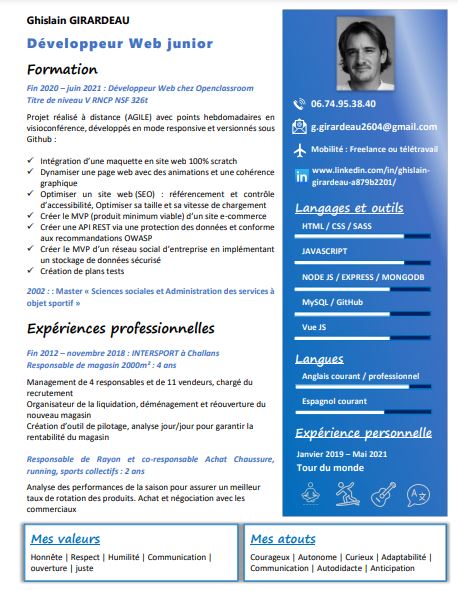 Ghislain GIRARDEAU
Développeur Web junior
Formation
Fin 2020 – juin 2021 : Développeur Web chez Openclassroom
Titre de niveau V RNCP NSF 326t
Projet réalisé à distance (AGILE) avec points hebdomadaires en
visioconférence, développés en mode responsive et versionnés sous
Github :
✓ Intégration d’une maquette en site web 100% scratch
✓ Dynamiser une page web avec des animations et une cohérence
graphique
✓ Optimiser un site web (SEO) : référencement et contrôle
d’accessibilité, Optimiser sa taille et sa vitesse de chargement
✓ Créer le MVP (produit minimum viable) d’un site e-commerce
✓ Créer une API REST via une protection des données et conforme
aux recommandations OWASP
✓ Créer le MVP d’un réseau social d’entreprise en implémentant
un stockage de données sécurisé
✓ Création de plans tests
2002 : : Master « Sciences sociales et Administration des services à
objet sportif »
Expériences professionnelles
Fin 2012 – novembre 2018 : INTERSPORT à Challans
Responsable de magasin 2000m² : 4 ans
Management de 4 responsables et de 11 vendeurs, chargé du
recrutement
Organisateur de la liquidation, déménagement et réouverture du
nouveau magasin
Création d’outil de pilotage, analyse jour/jour pour garantir la
rentabilité du magasin
Responsable de Rayon et co-responsable Achat Chaussure,
running, sports collectifs : 2 ans
Analyse des performances de la saison pour assurer un meilleur
taux de rotation des produits. Achat et négociation avec les
commerciaux
06.74.95.38.40
g.girardeau2604@gmail.com
Mobilité : Freelance ou télétravail
in
www.linkedin.com/in/ghislain-
girardeau-a879b2201/
Langages et outils
HTML / CSS / SASS
JAVASCRIPT
NODE JS / EXPRESS / MONGODB
MySQL / GitHub
Vue JS
Langues
Anglais courant / professionnel
Espagnol courant
Expérience personnelle
Janvier 2019 – Mai 2021
Tour du monde
Mes valeurs
Honnête | Respect | Humilité | Communication |
ouverture | juste
Mes atouts
Courageux | Autonome | Curieux | Adaptabilité |
Communication | Autodidacte | Anticipation